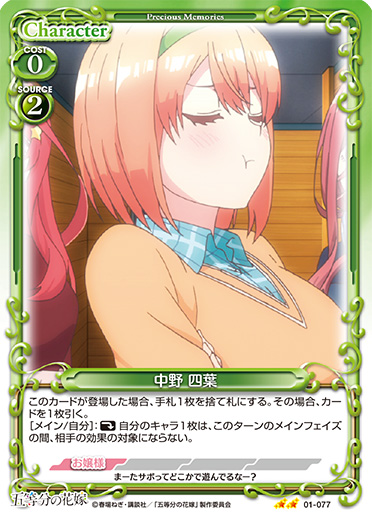 Precious Memories
Character
COST
0
SOURCE
2
中野 四葉
このカードが登場した場合、手札1枚を捨て札にする。その場合、カー
ドを1枚引く。
[メイン/自分]: 自分のキャラ1枚は、このターンのメインフェイズ
の間、相手の効果の対象にならない。
お嬢様
まーたサボってどこかで遊んでるなー?
五等分の花嫁
©春場ねぎ・講談社/「五等分の花嫁」製作委員会
01-077